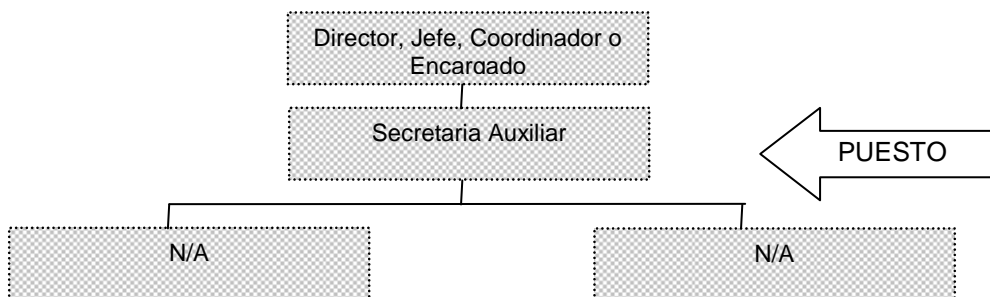 Director, Jefe, Coordinador o
Encargado
Secretaria Auxiliar
PUESTO
N/A
N/A